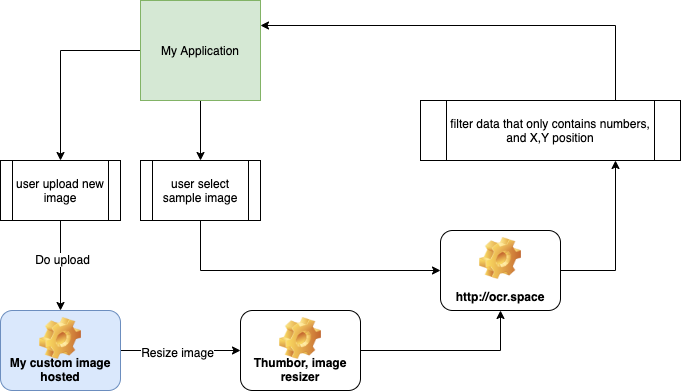 My Application
filter data that only contains numbers,
and X,Y position
user upload new
image
user select
sample image
Do upload
http://ocr.space
My custom image
hosted
Resize image
Thumbor, image
resizer